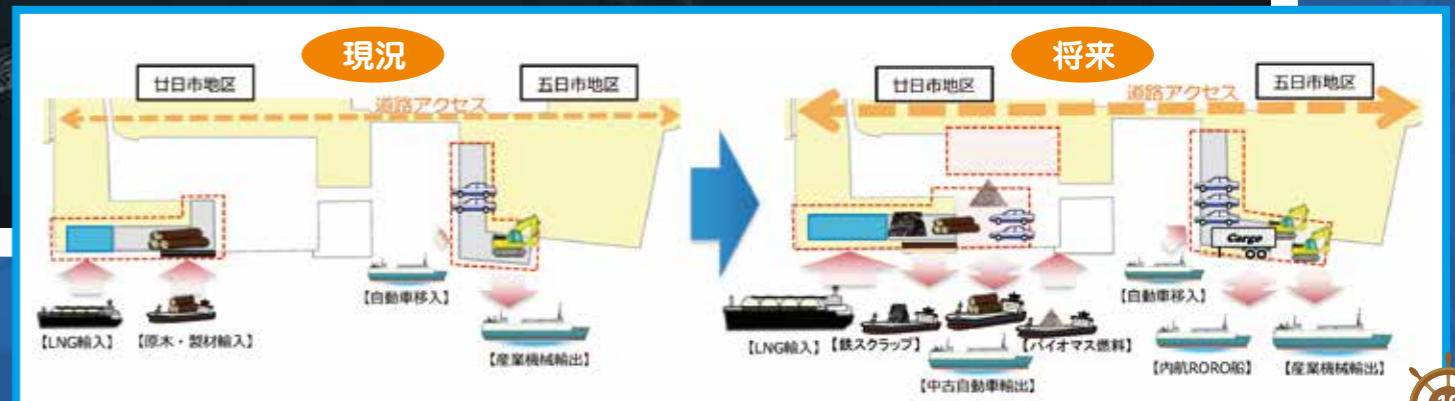 現況
廿日市地区
五日市地区
道路アクセス
【自動車移入】
【LNG輸入】
【原木・製材輸入】
【産業機械輸出】
将来
廿日市地区
五日市地区
道路アクセス
Cargo
【自動車移入】
【LNG輸入】
【鉄スクラップ】
【バイオマス燃料】
【中古自動車輸出】
【内航RORO船】
【産業機械輸出】